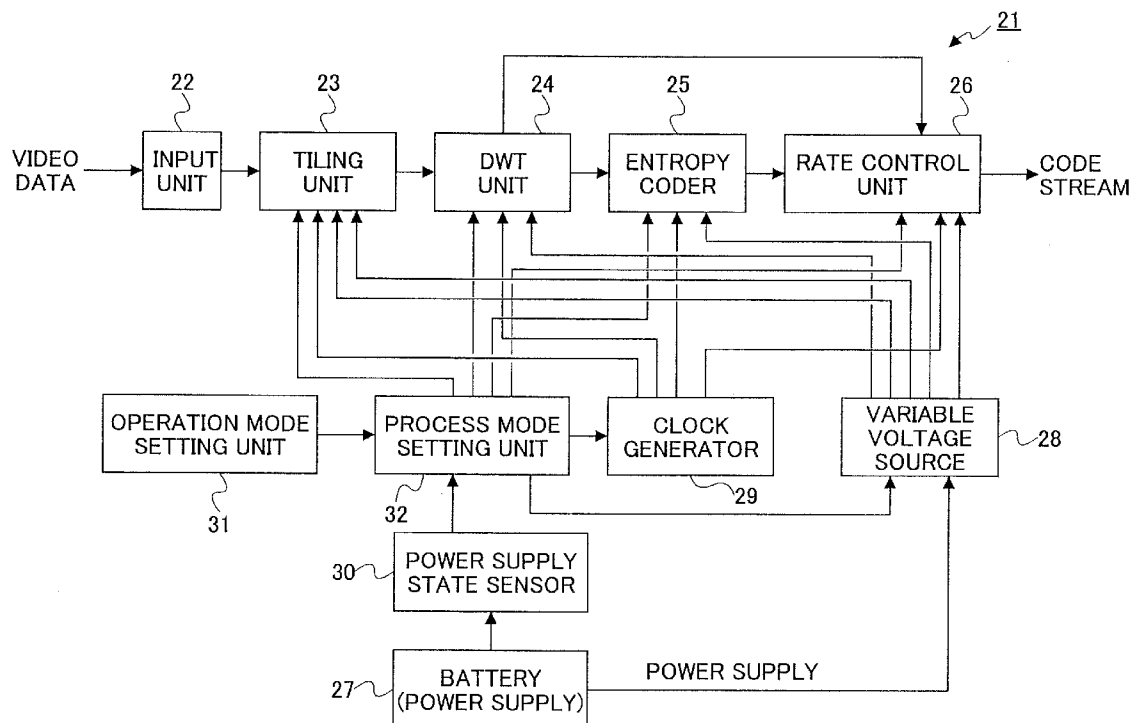 21
22
23
24
25
26
VIDEO
DATA
INPUT
UNIT
TILING
UNIT
DWT
UNIT
ENTROPY
CODER
RATE CONTROL
UNIT
CODE
STREAM
OPERATION MODE
SETTING UNIT
PROCESS MODE
SETTING UNIT
CLOCK
GENERATOR
VARIABLE
VOLTAGE
SOURCE
28
31
32
29
30
POWER SUPPLY
STATE SENSOR
27
BATTERY
(POWER SUPPLY)
POWER SUPPLY